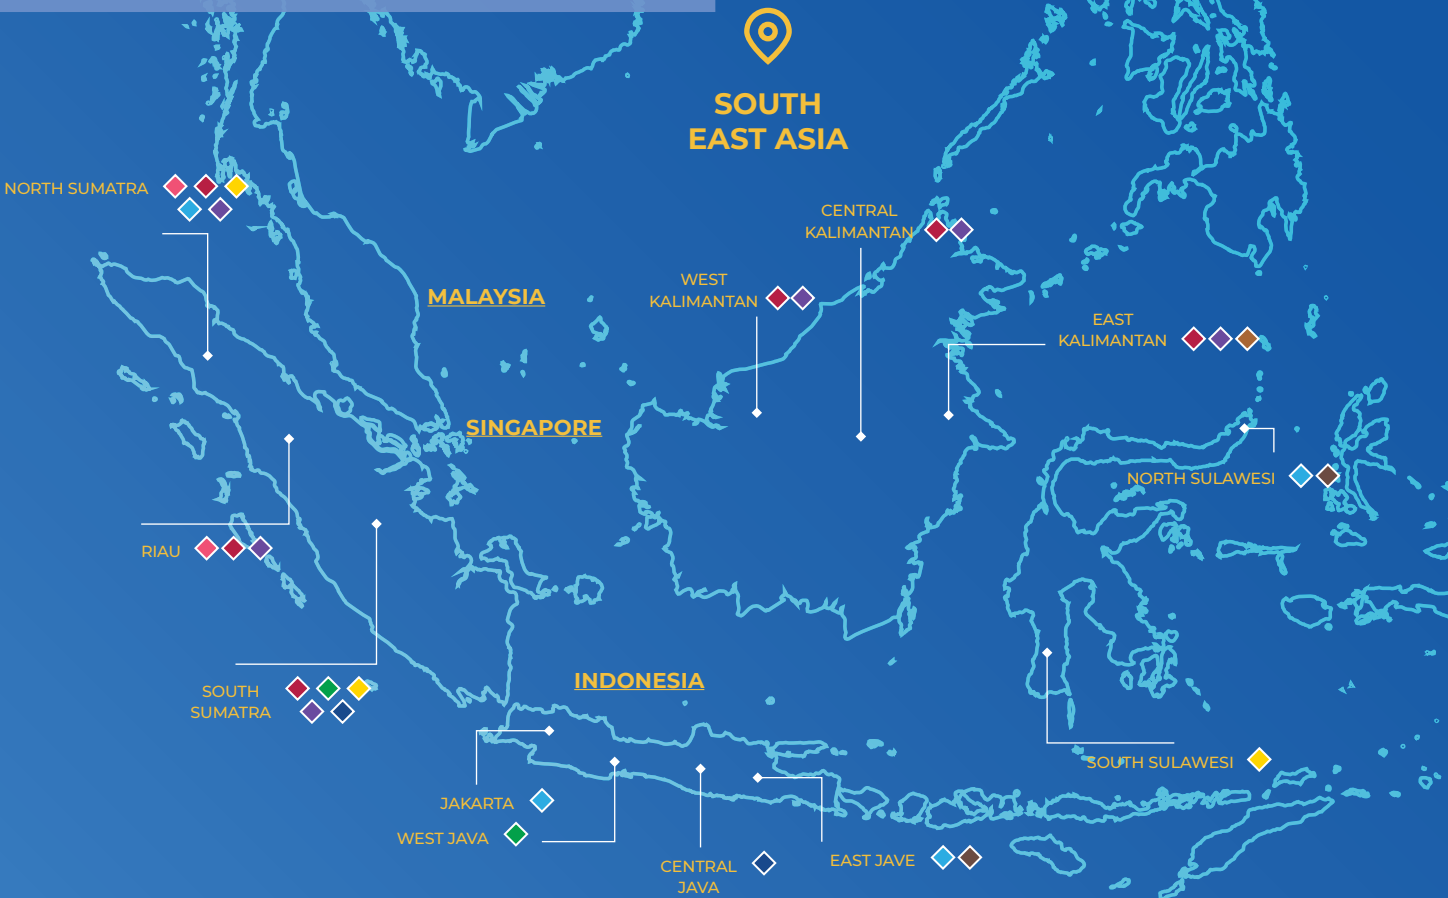 SOUTH
EAST ASIA
NORTH SUMATRA
CENTRAL
KALIMANTAN
WEST
KALIMANTAN
MALAYSIA
EAST
KALIMANTAN
SINGAPORE
NORTH SULAWESI
RIAU
INDONESIA
SOUTH
SUMATRA
SOUTH SULAWESI
JAKARTA
WEST JAVA
CENTRAL
JAVA
EAST JAVE